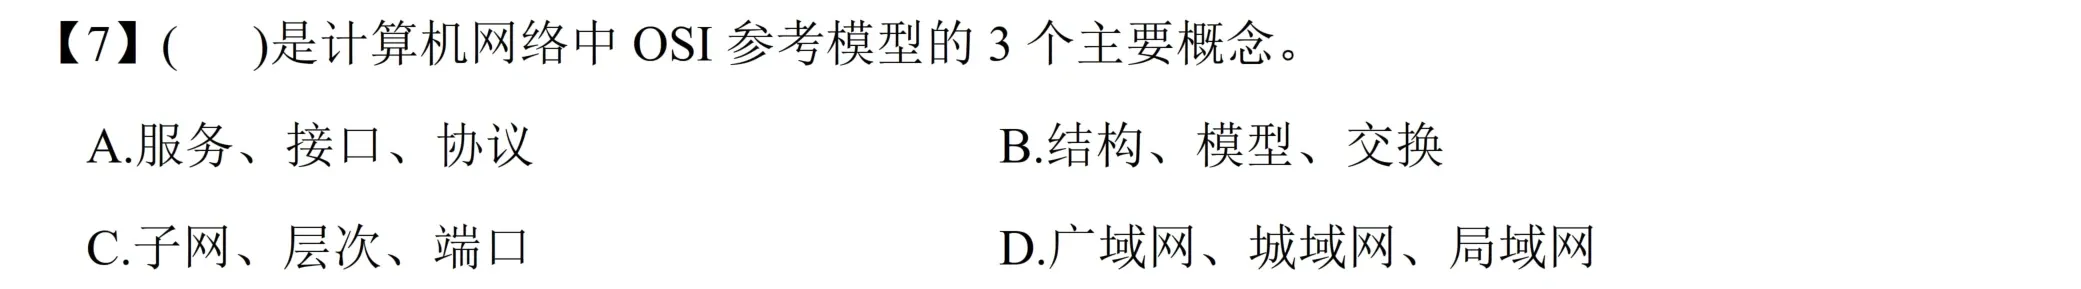 【7】(    )是计算机网络中 OSI 参考模型的 3 个主要概念。
A.服务、接口、协议    B.结构、模型、交换
C.子网、层次、端口    D.广域网、城域网、局域网